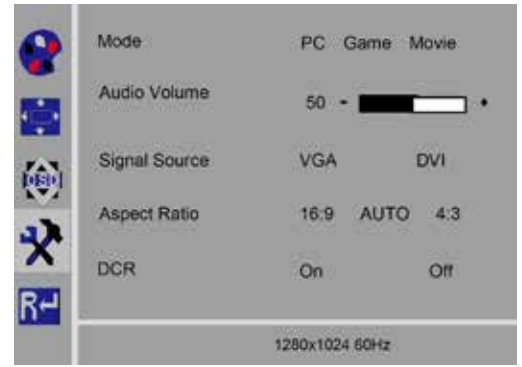 Mode PC Game Movie
Audio Volume 50 - +
Signal Source VGA DVI
OSD
Aspect Ratio 16:9 AUTO 4:3
DCR On Off
R
1280x1024 60Hz